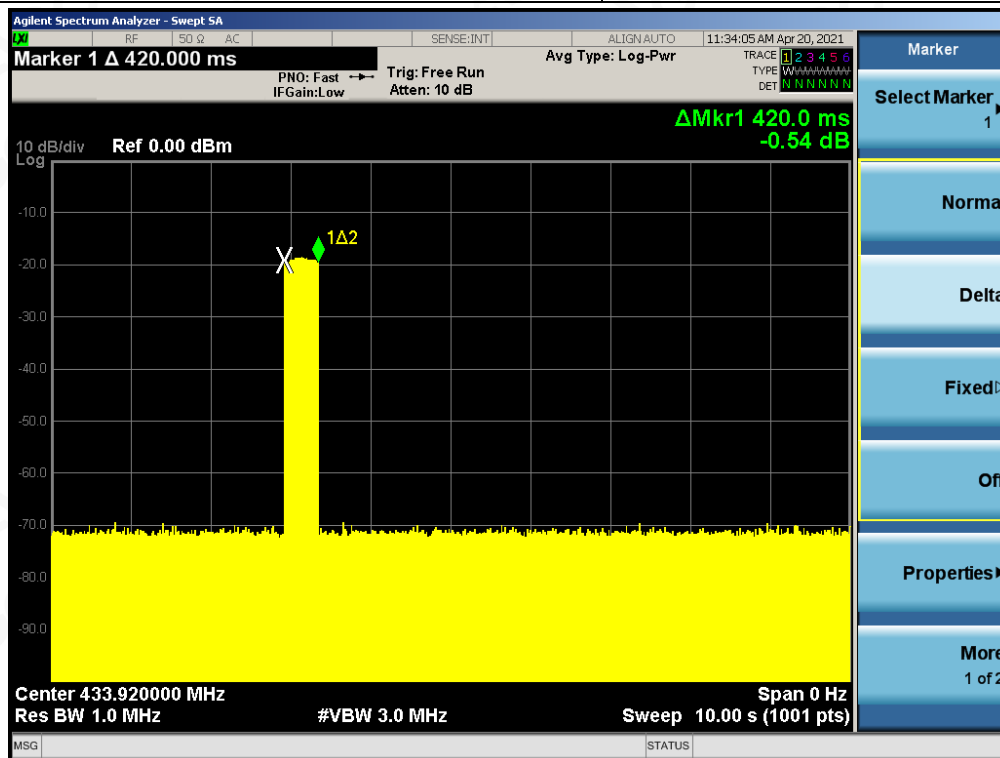 Agilent Spectrum Analyzer - Swept SA
LXI RF 50 Ω AC SENSE:INT ALIGNAUTO 11:34:05 AM Apr 20, 2021
Marker 1 Δ 420.000 ms
PNO: Fast
IFGain:Low
Trig: Free Run
Atten: 10 dB
Avg Type: Log-Pwr
TRACE 1 2 3 4 5 6
TYPE W
DET N N N N N N
ΔMkr1 420.0 ms
-0.54 dB
10 dB/div Ref 0.00 dBm
Log
-10.0
1Δ2
-20.0
-30.0
-40.0
-50.0
-60.0
-70.0
-80.0
-90.0
Center 433.920000 MHz Span 0 Hz
Res BW 1.0 MHz #VBW 3.0 MHz Sweep 10.00 s (1001 pts)
MSG STATUS
Marker
Select Marker
1
Norma
Delta
Fixed
Off
Properties
More
1 of 2